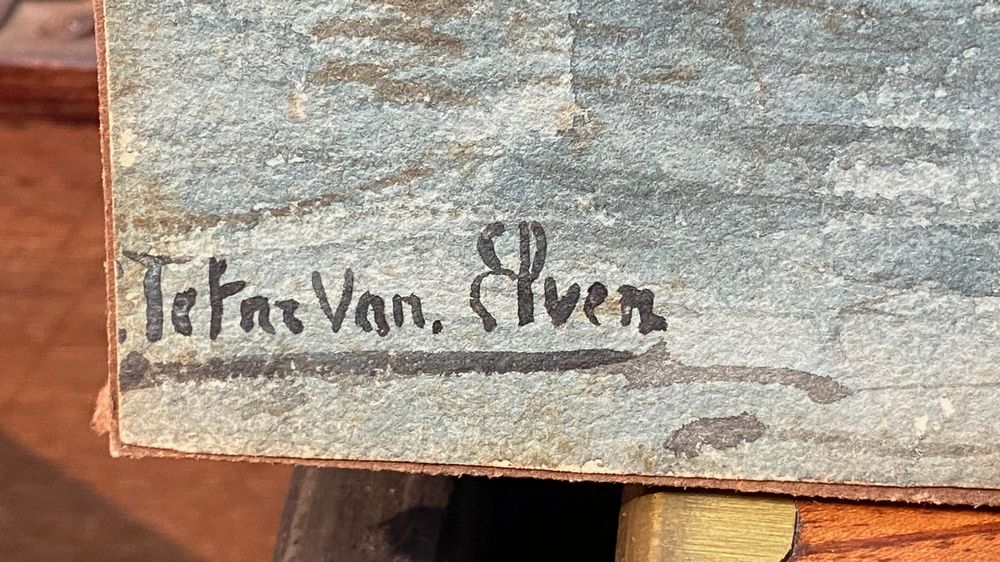 . Tetar Van. Elven